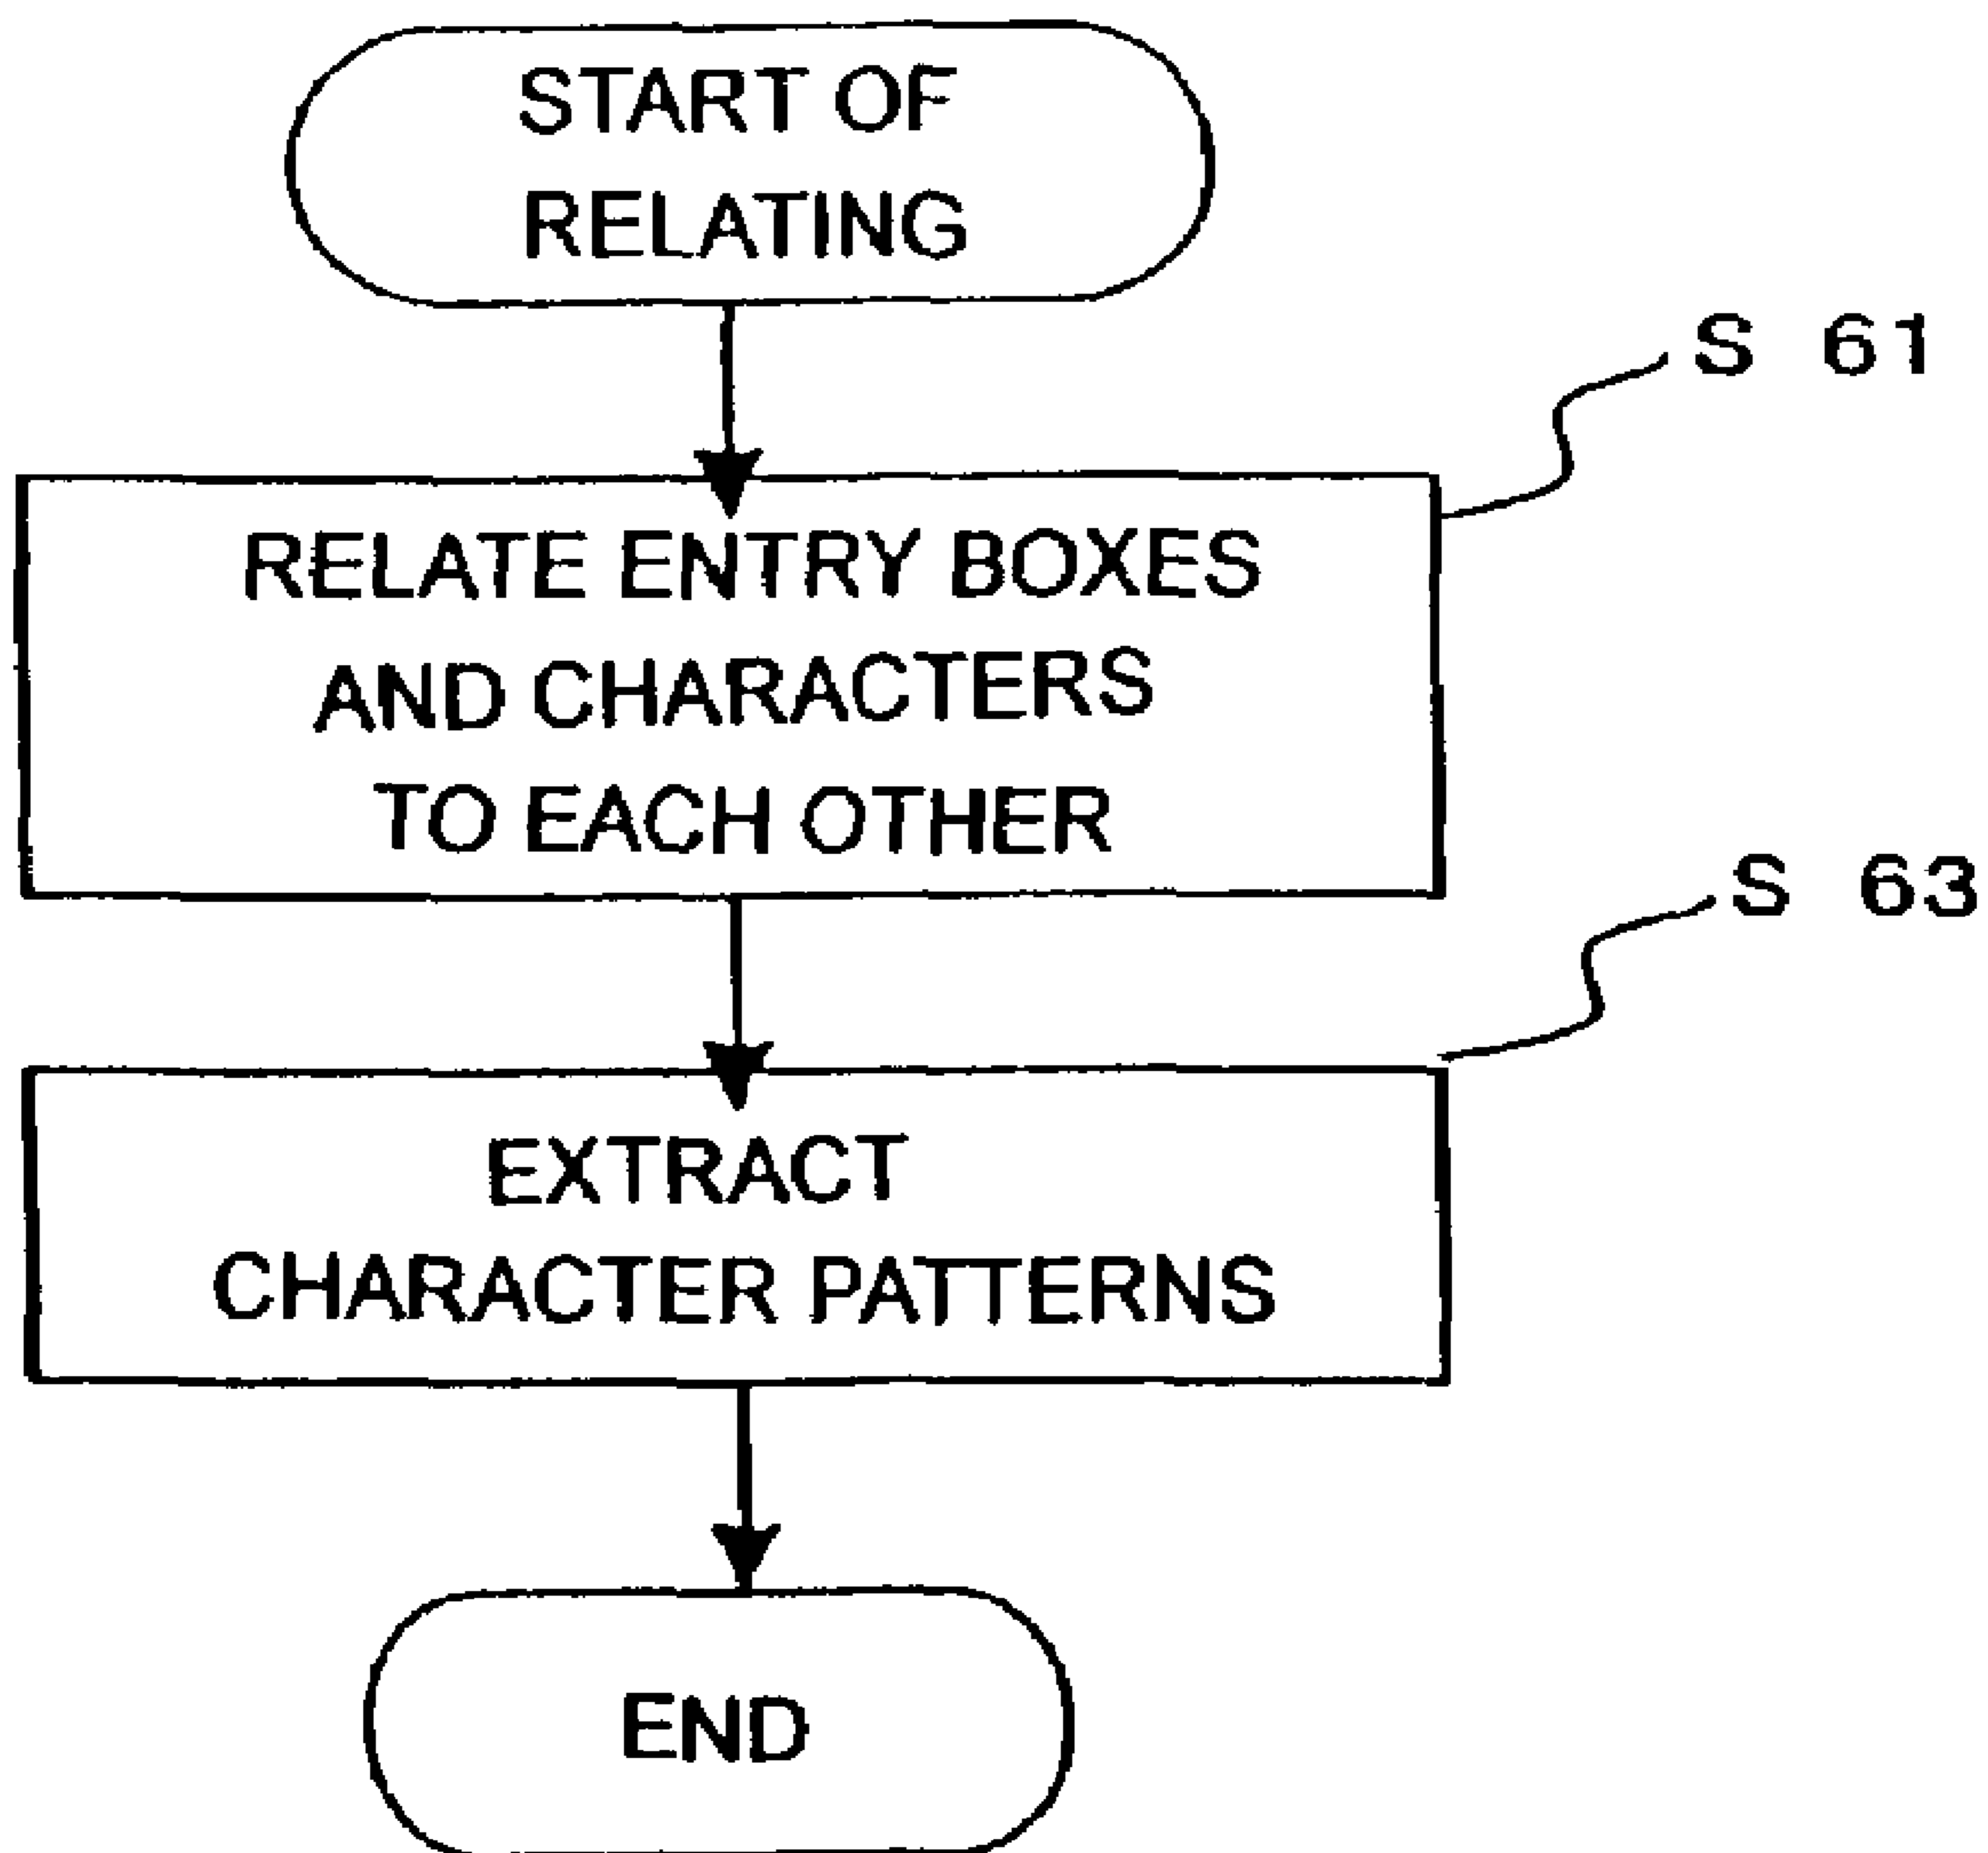 START OF
RELATING
S 61
RELATE ENTRY BOXES
AND CHARACTERS
TO EACH OTHER
S 63
EXTRACT
CHARACTER PATTERNS
END